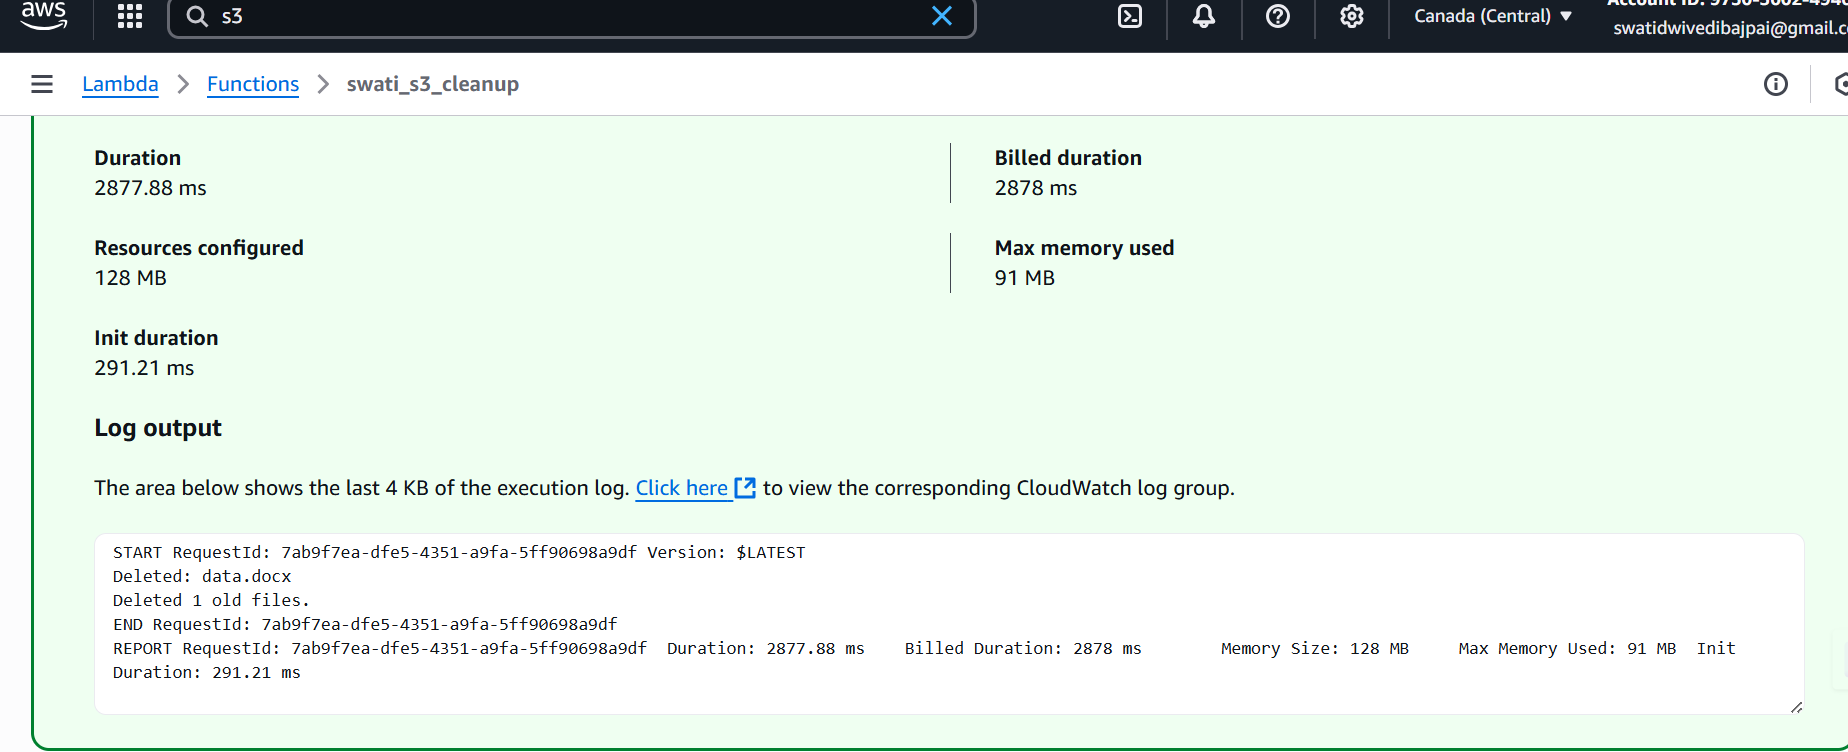 aws
s3
Canada (Central)
swatidwivedibajpai@gmail.c
Lambda
Functions
swati_s3_cleanup
Duration
2877.88 ms
Billed duration
2878 ms
Resources configured
128 MB
Max memory used
91 MB
Init duration
291.21 ms
Log output
The area below shows the last 4 KB of the execution log. Click here to view the corresponding CloudWatch log group.
START RequestId: 7ab9f7ea-dfe5-4351-a9fa-5ff90698a9df Version: $LATEST
Deleted: data.docx
Deleted 1 old files.
END RequestId: 7ab9f7ea-dfe5-4351-a9fa-5ff90698a9df
REPORT RequestId: 7ab9f7ea-dfe5-4351-a9fa-5ff90698a9df Duration: 2877.88 ms Billed Duration: 2878 ms Memory Size: 128 MB Max Memory Used: 91 MB Init
Duration: 291.21 ms